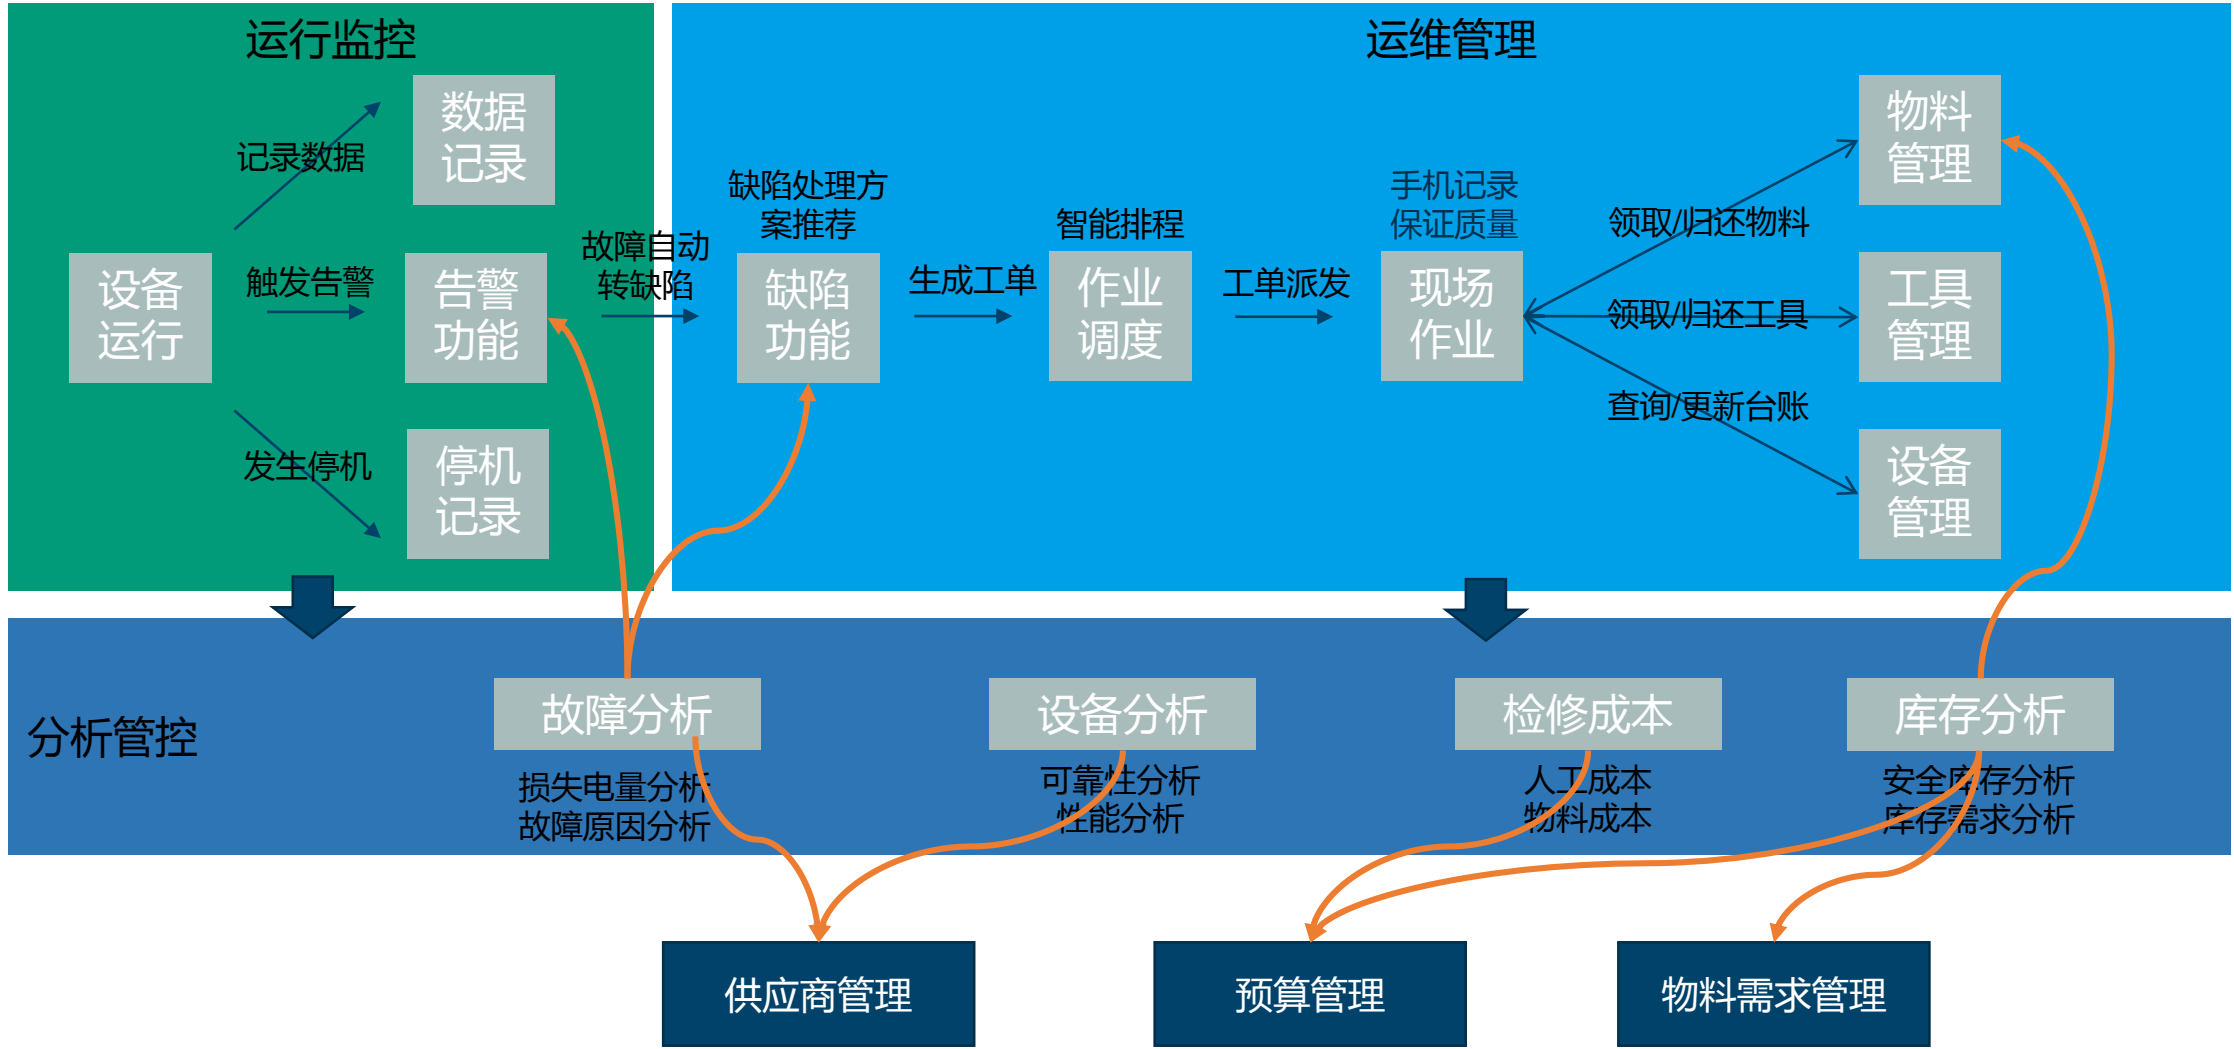 运行监控
数据
记录
记录数据
设备
运行
触发告警
告警
功能
发生停机
停机
记录
故障自动
转缺陷
运维管理
缺陷处理方
案推荐
缺陷
功能
生成工单
智能排程
作业
调度
工单派发
手机记录
保证质量
现场
作业
领取/归还物料
领取/归还工具
查询/更新台账
物料
管理
工具
管理
设备
管理
分析管控
故障分析
损失电量分析
故障原因分析
设备分析
可靠性分析
性能分析
检修成本
人工成本
物料成本
库存分析
安全库存分析
库存需求分析
供应商管理
预算管理
物料需求管理